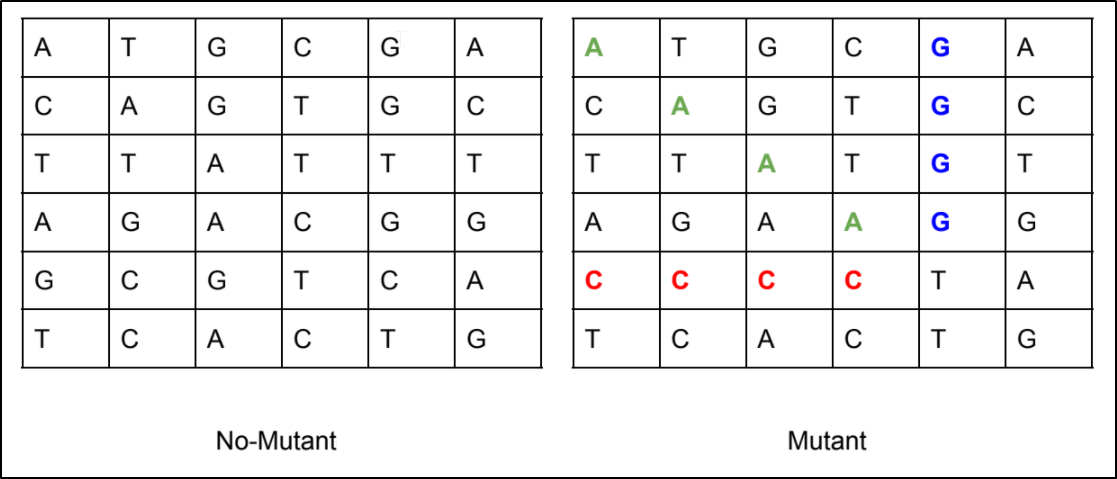 A T G C G A A T G C G A
C A G T G C C A G T G C
T T A T T T T T A T G T
A G A C G G A G A A G G
G C G T C A C C C C T A
T C A C T G T C A C T G
No-Mutant Mutant